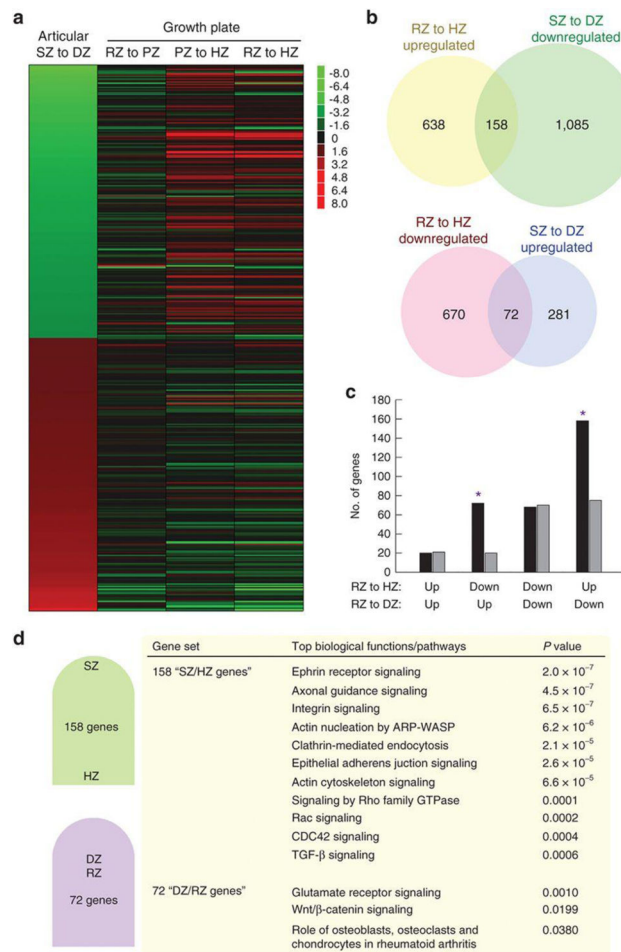 a
Articular
SZ to DZ
Growth plate
RZ to PZ PZ to HZ RZ to HZ
-8.0
-6.4
-4.8
-3.2
-1.6
0
1.6
3.2
4.8
6.4
8.0
b
RZ to HZ
upregulated
SZ to DZ
downregulated
638 158 1,085
RZ to HZ
downregulated
SZ to DZ
upregulated
670 72 281
c
No. of genes
180
160
140
120
100
80
60
40
20
0
*
*
RZ to HZ: Up Down Down Up
RZ to DZ: Up Up Down Down
d
SZ
158 genes
HZ
DZ
RZ
72 genes
Gene set Top biological functions/pathways P value
158 "SZ/HZ genes" Ephrin receptor signaling 2.0 × 10⁻⁷
Axonal guidance signaling 4.5 × 10⁻⁷
Integrin signaling 6.5 × 10⁻⁷
Actin nucleation by ARP-WASP 6.2 × 10⁻⁶
Clathrin-mediated endocytosis 2.1 × 10⁻⁵
Epithelial adherens juction signaling 2.6 × 10⁻⁵
Actin cytoskeleton signaling 6.6 × 10⁻⁵
Signaling by Rho family GTPase 0.0001
Rac signaling 0.0002
CDC42 signaling 0.0004
TGF-β signaling 0.0006
72 "DZ/RZ genes" Glutamate receptor signaling 0.0010
Wnt/β-catenin signaling 0.0199
Role of osteoblasts, osteoclasts and 0.0380
chondrocytes in rheumatoid arthritis